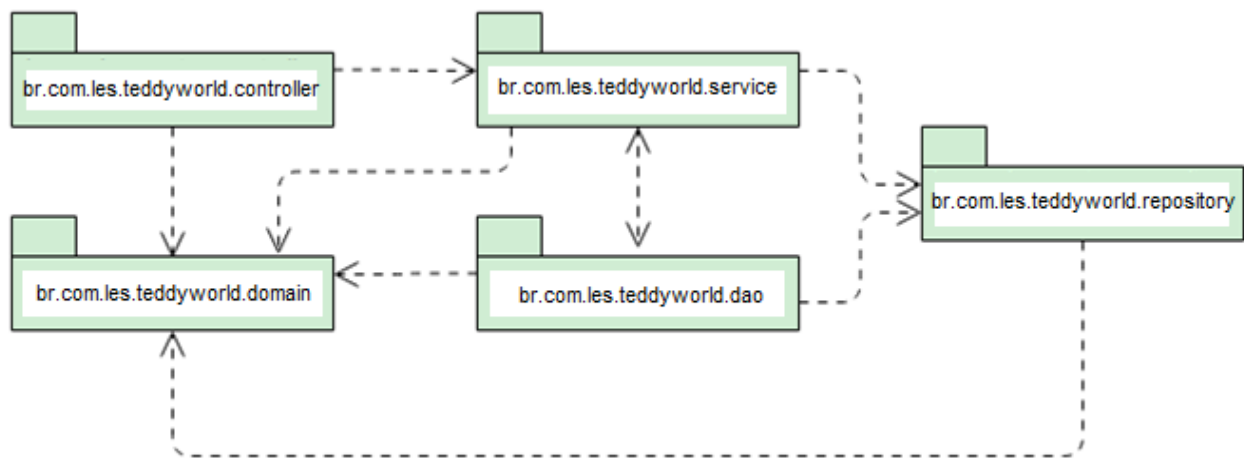 br.com.les.teddyworld.controller
br.com.les.teddyworld.service
br.com.les.teddyworld.repository
br.com.les.teddyworld.domain
br.com.les.teddyworld.dao